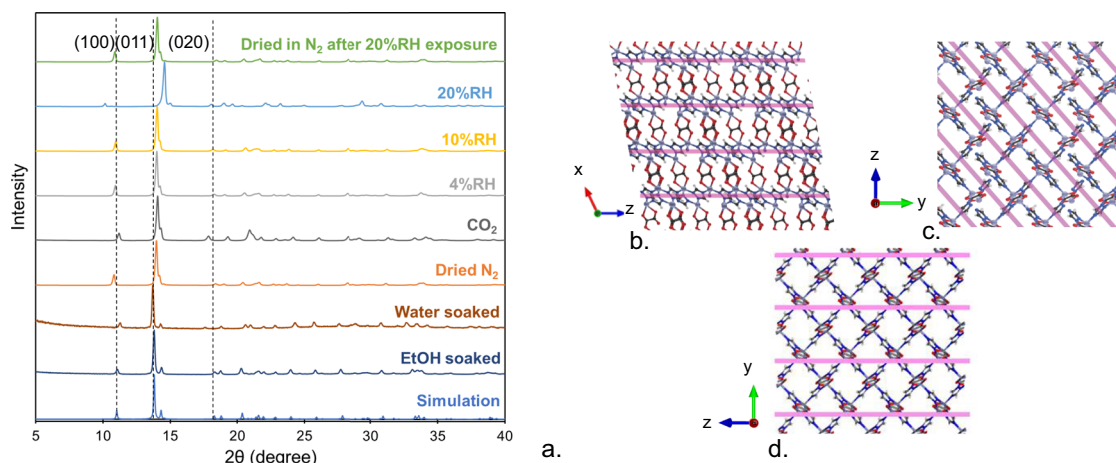 (100)
(011)
(020)
Dried in N₂ after 20%RH exposure
20%RH
10%RH
4%RH
CO₂
Dried N₂
Water soaked
EtOH soaked
Simulation
Intensity
5
10
15
20
25
30
35
40
2θ (degree)
a.
x
z
b.
z
y
c.
y
z
d.